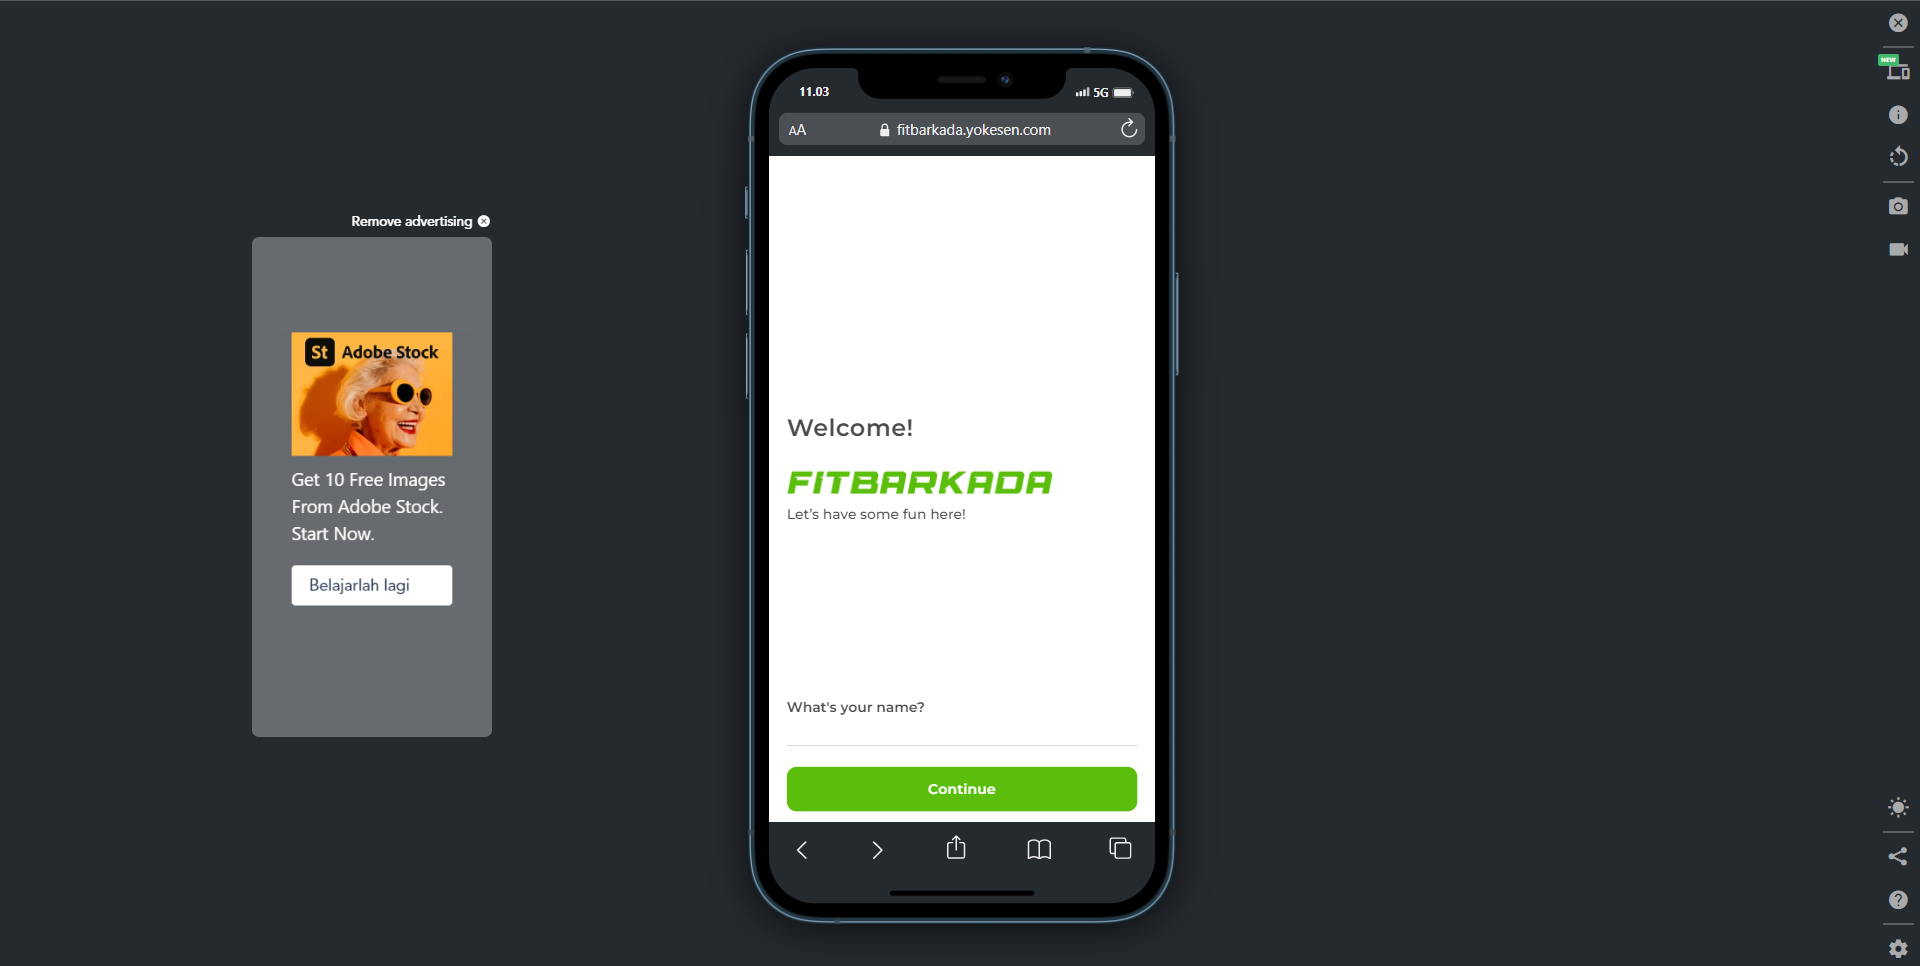 NEW
Remove advertising
St Adobe Stock
Get 10 Free Images
From Adobe Stock.
Start Now.
Belajarlah lagi
11.03
5G
AA
fitbarkada.yokesen.com
Welcome!
FITBARKADA
Let's have some fun here!
What's your name?
Continue